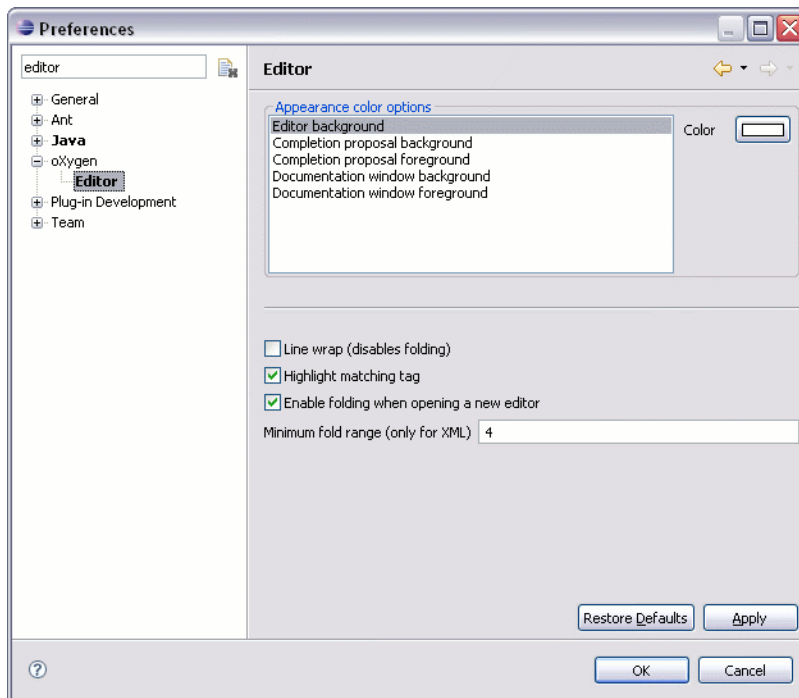 Preferences
editor
Editor
General
Ant
Java
oXygen
Editor
Plug-in Development
Team
Appearance color options
Editor background
Completion proposal background
Completion proposal foreground
Documentation window background
Documentation window foreground
Color
Line wrap (disables folding)
Highlight matching tag
Enable folding when opening a new editor
Minimum fold range (only for XML) 4
Restore Defaults Apply
? OK Cancel